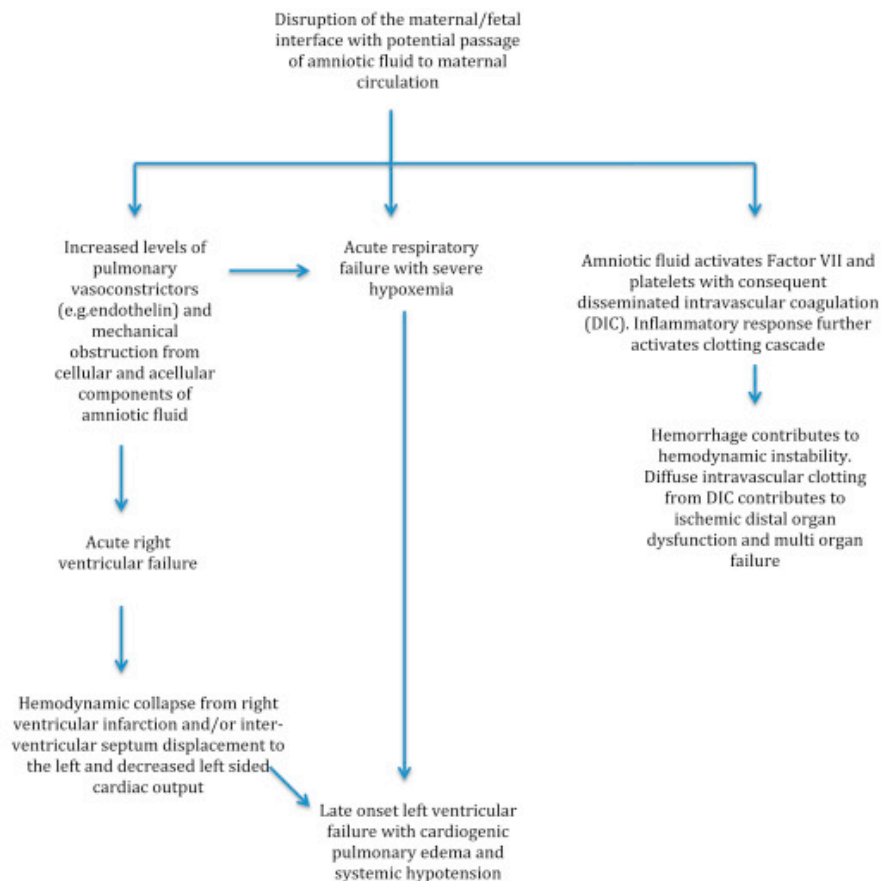 Disruption of the maternal/fetal
interface with potential passage
of amniotic fluid to maternal
circulation
Increased levels of
pulmonary
vasoconstrictors
(e.g.endothelin) and
mechanical
obstruction from
cellular and acellular
components of
amniotic fluid
Acute respiratory
failure with severe
hypoxemia
Amniotic fluid activates Factor VII and
platelets with consequent
disseminated intravascular coagulation
(DIC). Inflammatory response further
activates clotting cascade
Hemorrhage contributes to
hemodynamic instability.
Diffuse intravascular clotting
from DIC contributes to
ischemic distal organ
dysfunction and multi organ
failure
Acute right
ventricular failure
Hemodynamic collapse from right
ventricular infarction and/or inter-
ventricular septum displacement to
the left and decreased left sided
cardiac output
Late onset left ventricular
failure with cardiogenic
pulmonary edema and
systemic hypotension